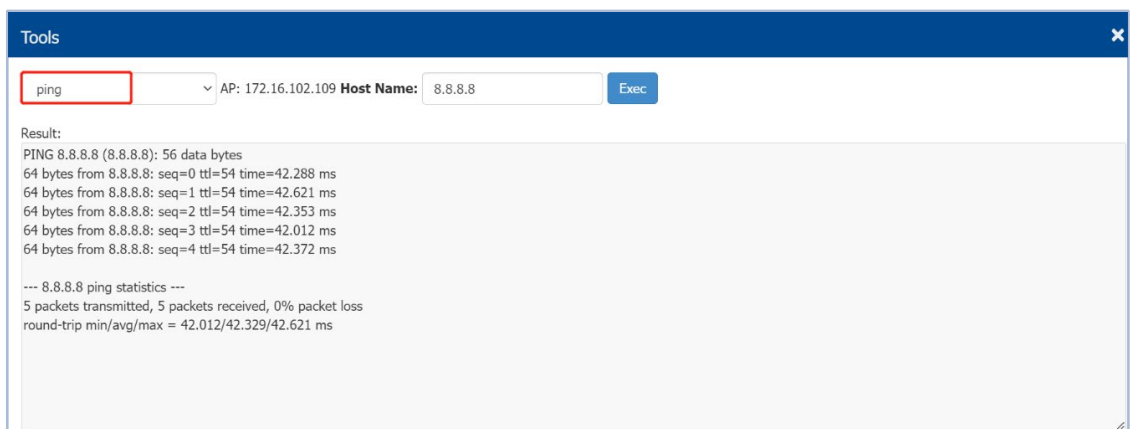 Tools
ping AP: 172.16.102.109 Host Name: 8.8.8.8 Exec
Result:
PING 8.8.8.8 (8.8.8.8): 56 data bytes
64 bytes from 8.8.8.8: seq=0 ttl=54 time=42.288 ms
64 bytes from 8.8.8.8: seq=1 ttl=54 time=42.621 ms
64 bytes from 8.8.8.8: seq=2 ttl=54 time=42.353 ms
64 bytes from 8.8.8.8: seq=3 ttl=54 time=42.012 ms
64 bytes from 8.8.8.8: seq=4 ttl=54 time=42.372 ms
--- 8.8.8.8 ping statistics ---
5 packets transmitted, 5 packets received, 0% packet loss
round-trip min/avg/max = 42.012/42.329/42.621 ms